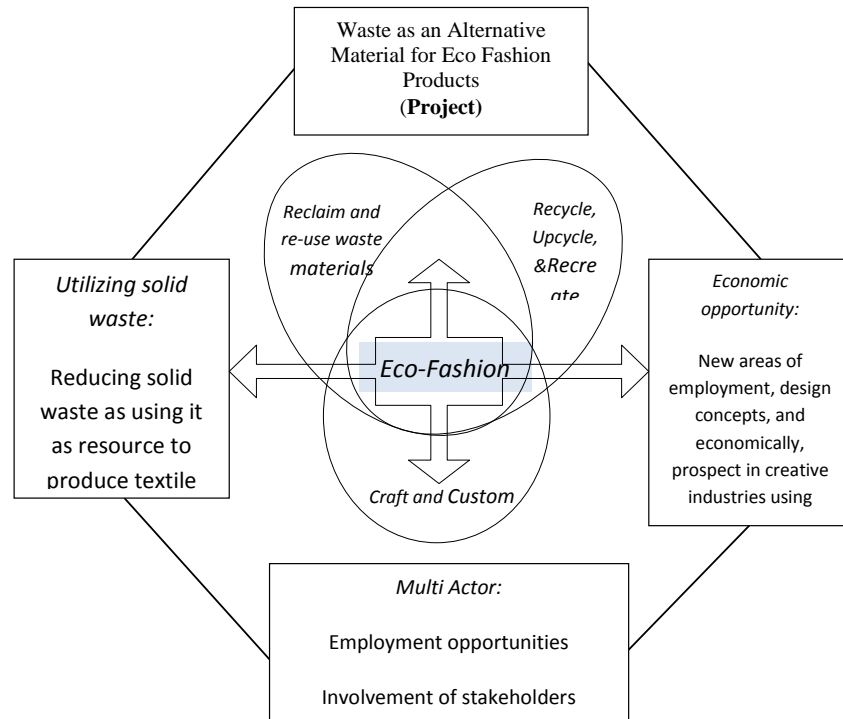 Waste as an Alternative
Material for Eco Fashion
Products
(Project)
Reclaim and
re-use waste
materials
Recycle,
Upcycle,
&Recre
ate
Utilizing solid
waste:
Reducing solid
waste as using it
as resource to
produce textile
Eco-Fashion
Economic
opportunity:
New areas of
employment, design
concepts, and
economically,
prospect in creative
industries using
Craft and Custom
Multi Actor:
Employment opportunities
Involvement of stakeholders